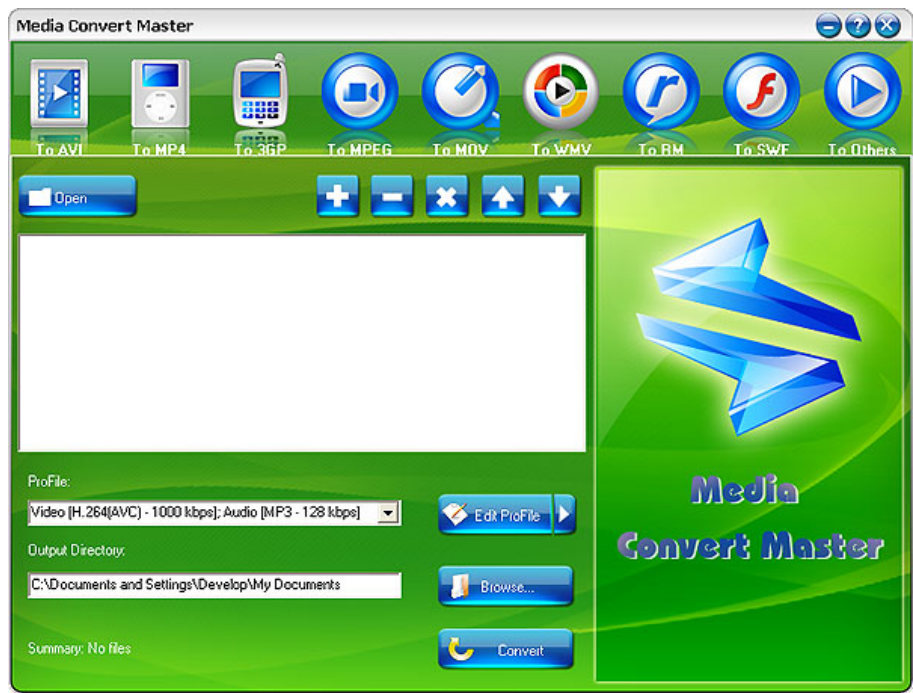 Media Convert Master
To AVI To MP4 To 3GP To MPEG To MOV To WMV To RM To SWF To Others
Open
ProFile:
Video [H.264(AVC) - 1000 kbps]; Audio [MP3 - 128 kbps]
Edit ProFile
Output Directory:
C:\Documents and Settings\Develop\My Documents
Browse...
Summary: No files
Convert
Media
Convert Master